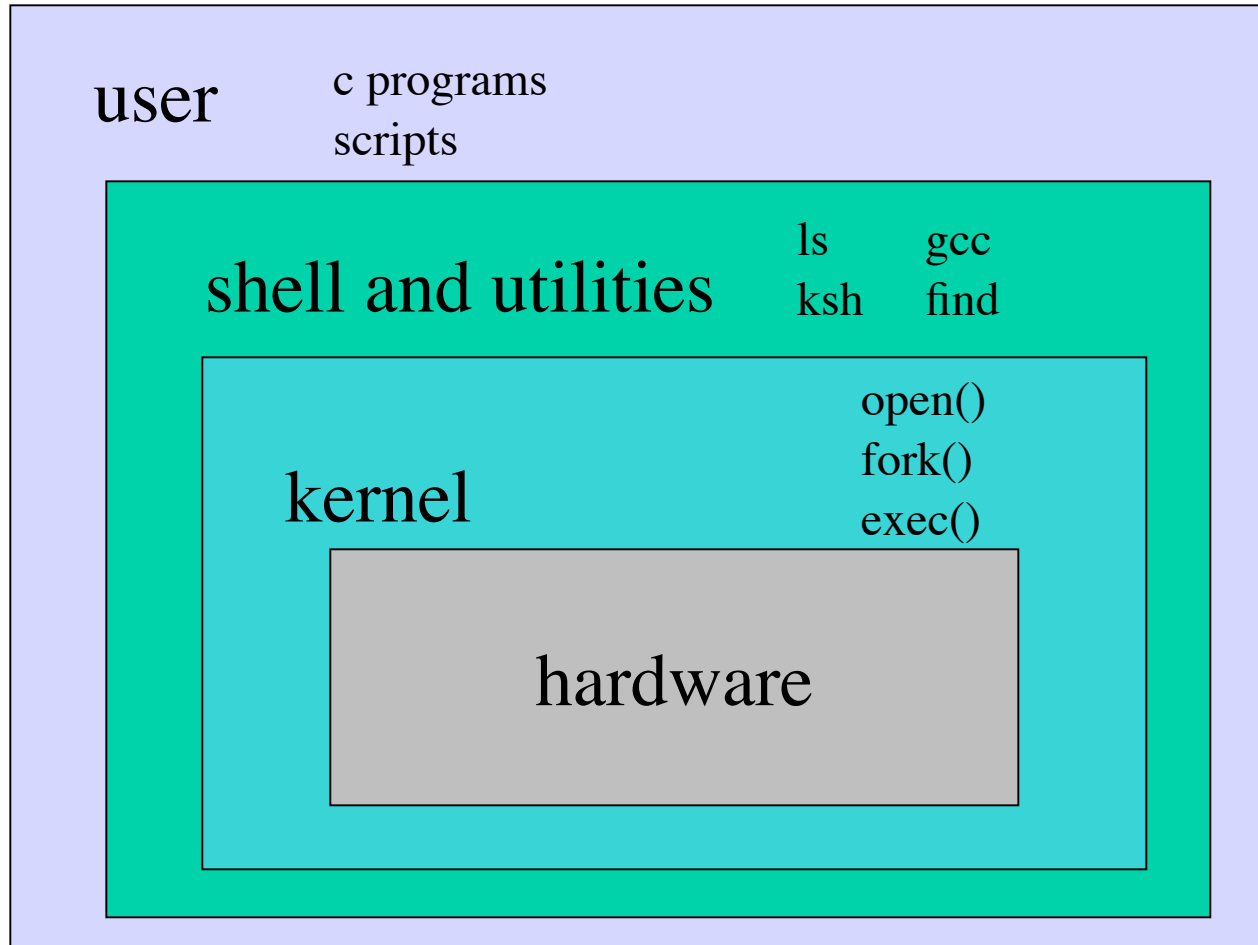 user
c programs
scripts
shell and utilities
ls gcc
ksh find
kernel
open()
fork()
exec()
hardware